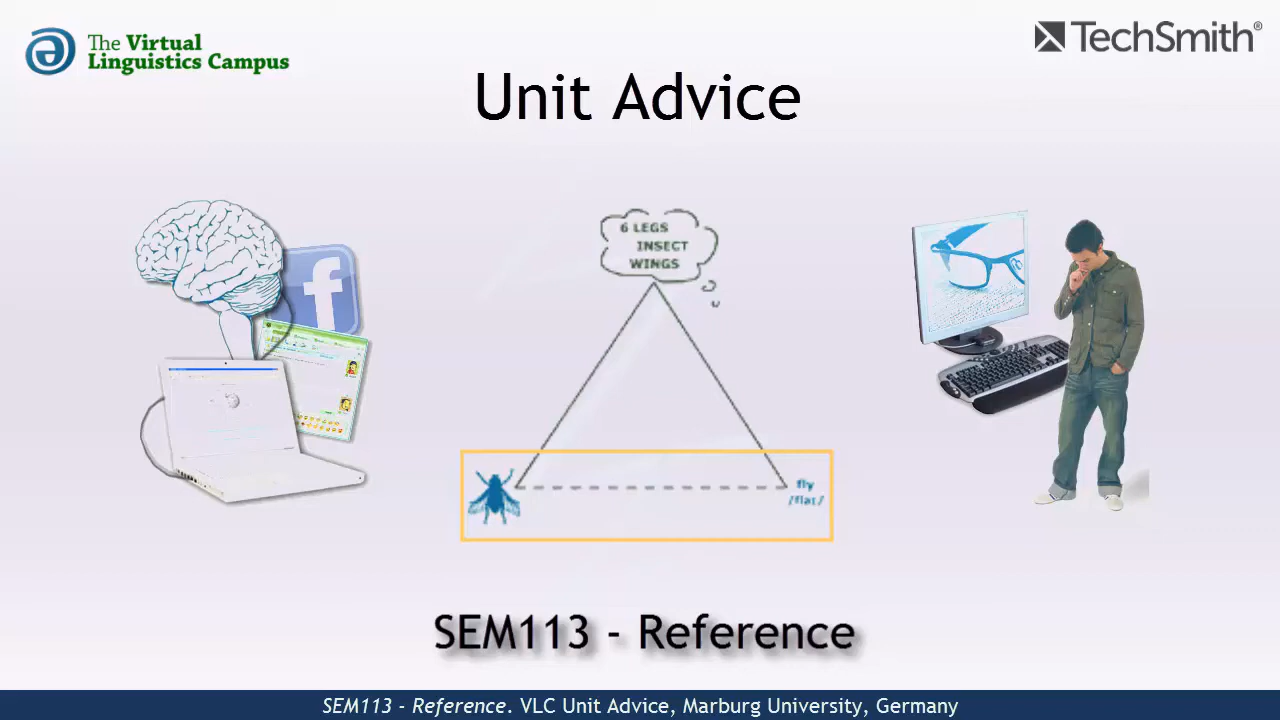 The Virtual
Linguistics Campus
TechSmith®
Unit Advice
6 LEGS
INSECT
WINGS
f
fly
/flaɪ/
SEM113 - Reference
SEM113 - Reference. VLC Unit Advice, Marburg University, Germany